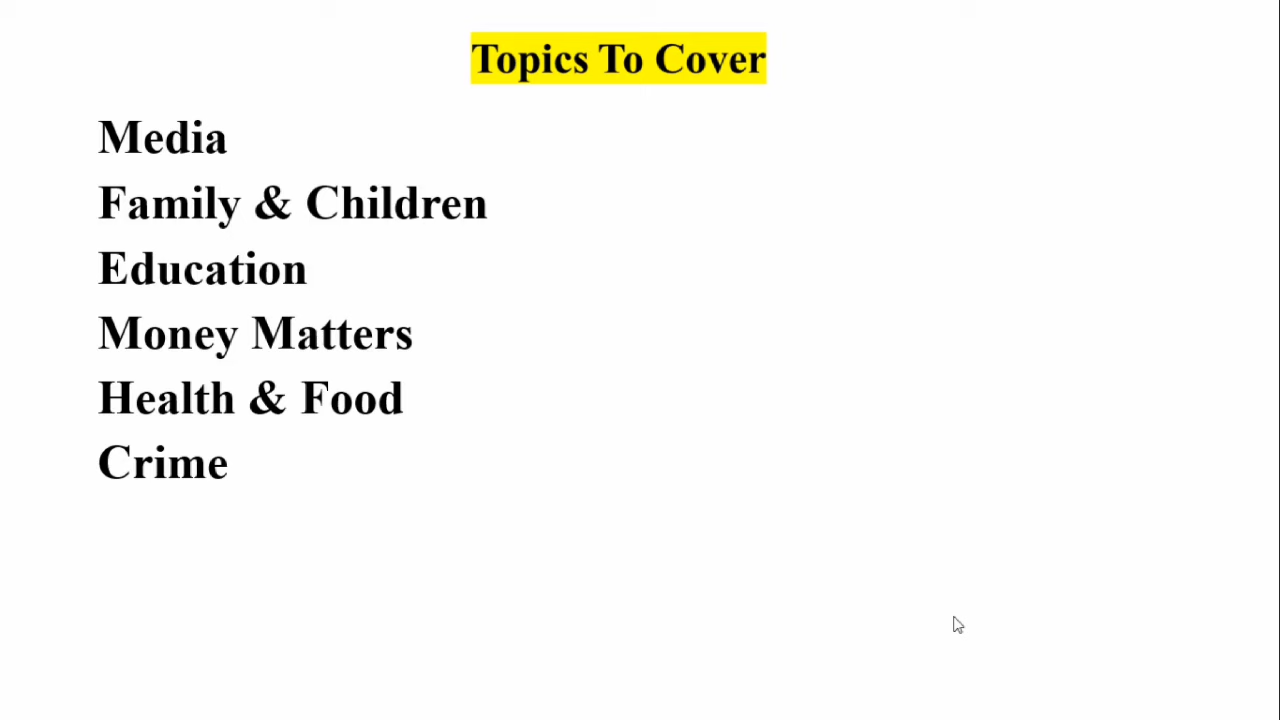 Topics To Cover
Media
Family & Children
Education
Money Matters
Health & Food
Crime